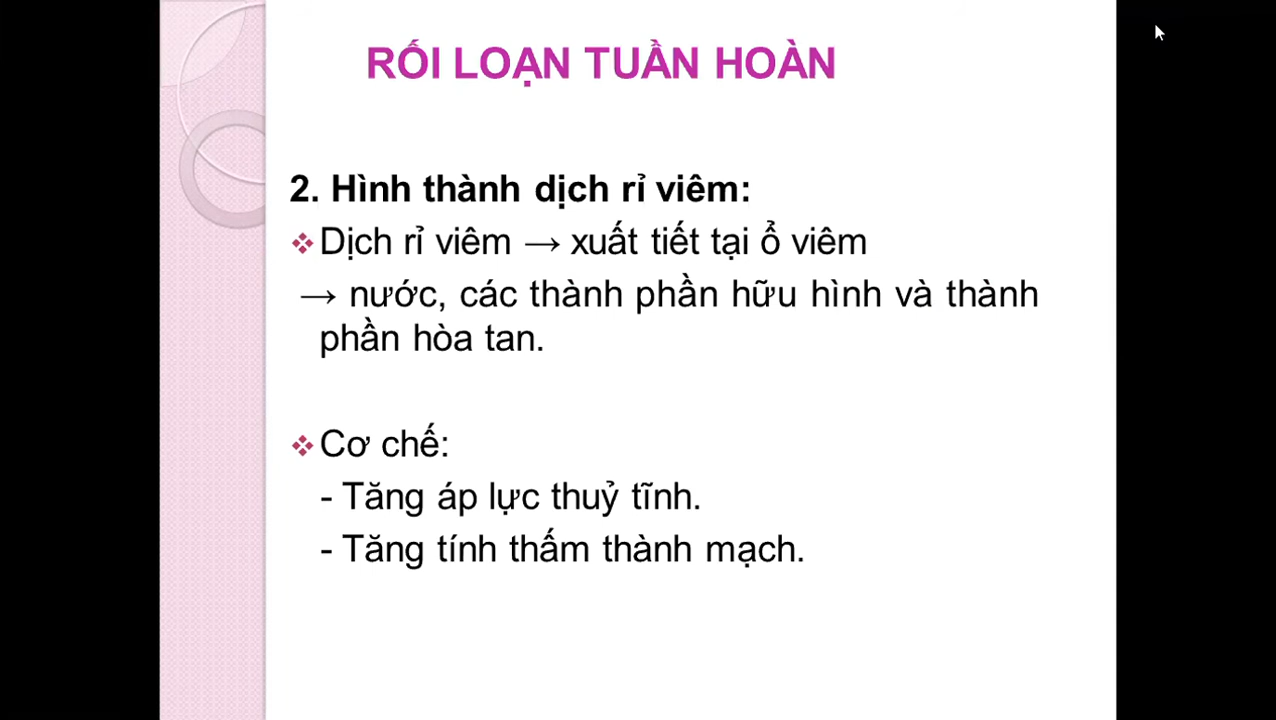 RỐI LOẠN TUẦN HOÀN
2. Hình thành dịch rỉ viêm:
❖ Dịch rỉ viêm → xuất tiết tại ổ viêm
→ nước, các thành phần hữu hình và thành
phần hòa tan.
❖ Cơ chế:
- Tăng áp lực thuỷ tĩnh.
- Tăng tính thấm thành mạch.